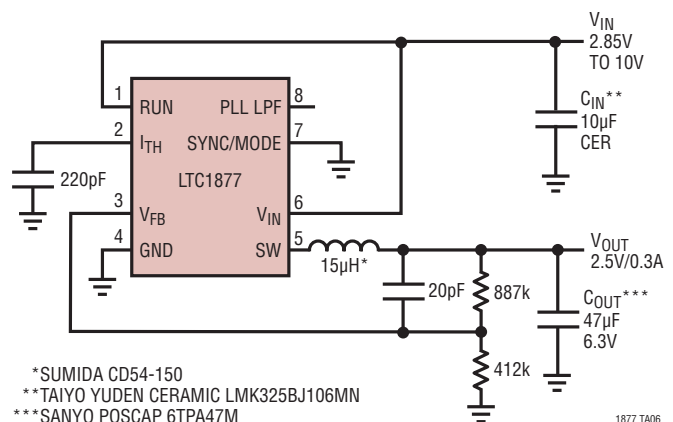 V_IN
2.85V
TO 10V
1
RUN
PLL LPF
8
C_IN**
10µF
CER
2
I_TH
SYNC/MODE
7
220pF
LTC1877
3
V_FB
V_IN
6
4
GND
SW
5
15µH*
V_OUT
2.5V/0.3A
20pF
887k
C_OUT***
47µF
6.3V
412k
*SUMIDA CD54-150
**TAIYO YUDEN CERAMIC LMK325BJ106MN
***SANYO POSCAP 6TPA47M
1877 TA06